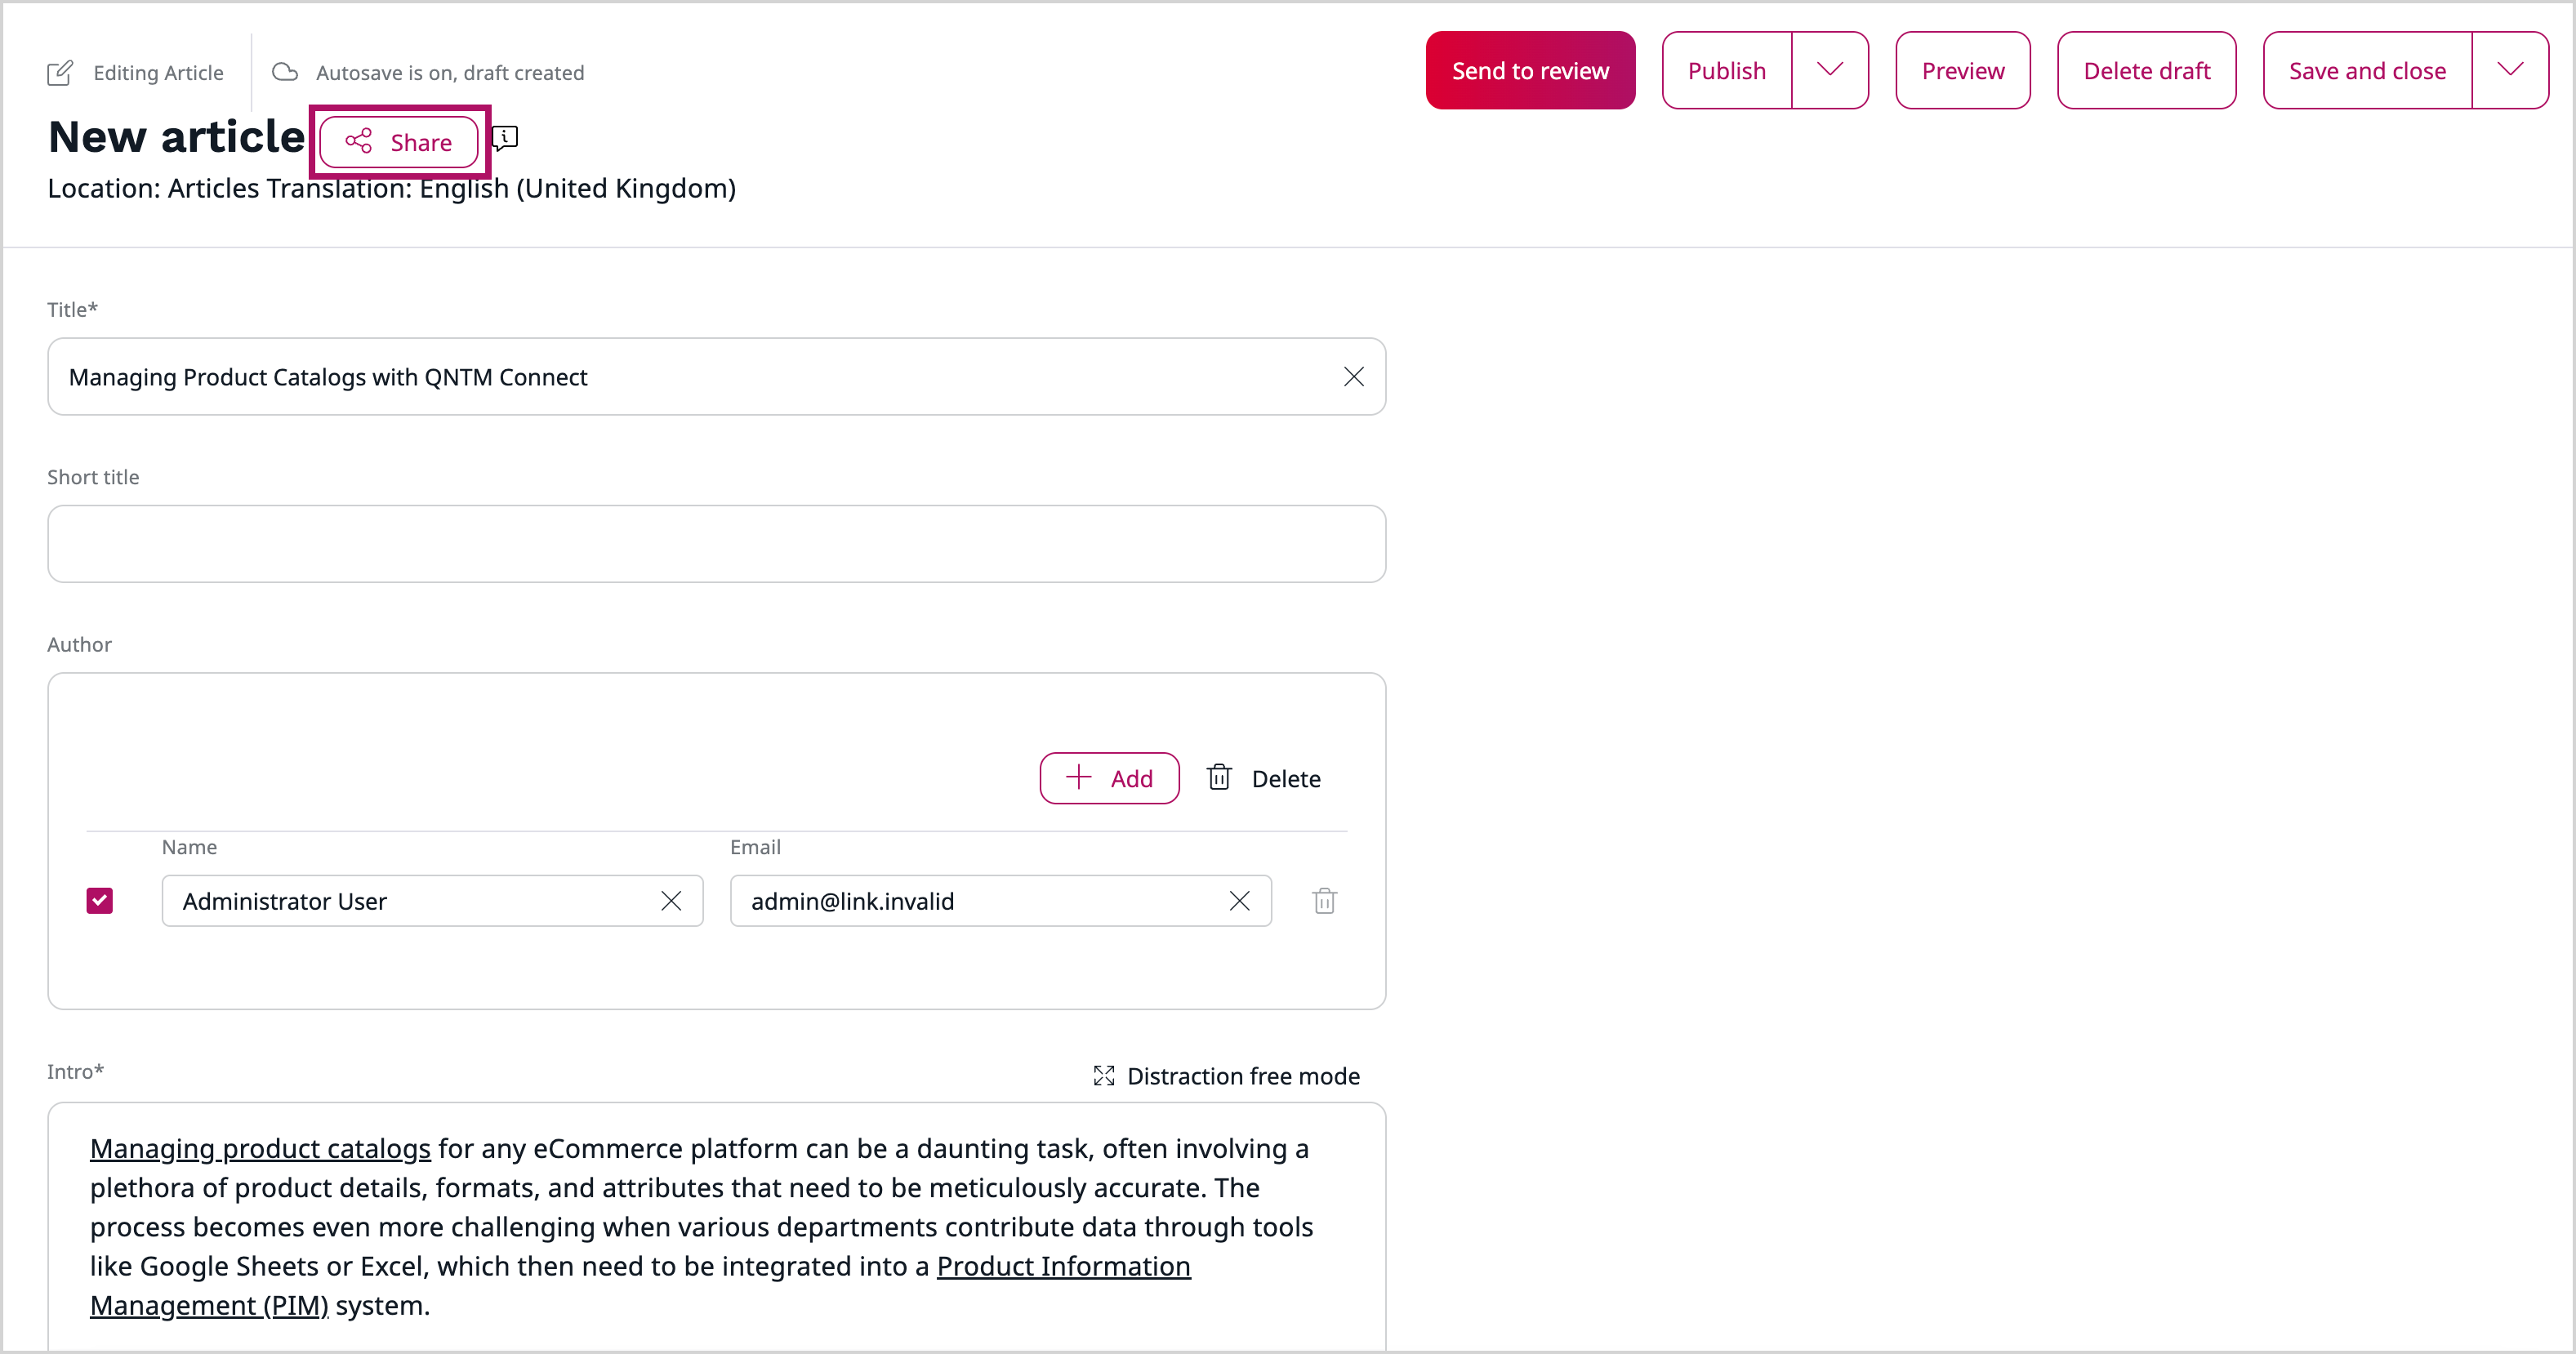 Editing Article
Autosave is on, draft created
Send to review
Publish
Preview
Delete draft
Save and close
New article
Share
Location: Articles Translation: English (United Kingdom)
Title*
Managing Product Catalogs with QNTM Connect
Short title
Author
Add
Delete
Name
Email
Administrator User
admin@link.invalid
Intro*
Distraction free mode
Managing product catalogs for any eCommerce platform can be a daunting task, often involving a
plethora of product details, formats, and attributes that need to be meticulously accurate. The
process becomes even more challenging when various departments contribute data through tools
like Google Sheets or Excel, which then need to be integrated into a Product Information
Management (PIM) system.